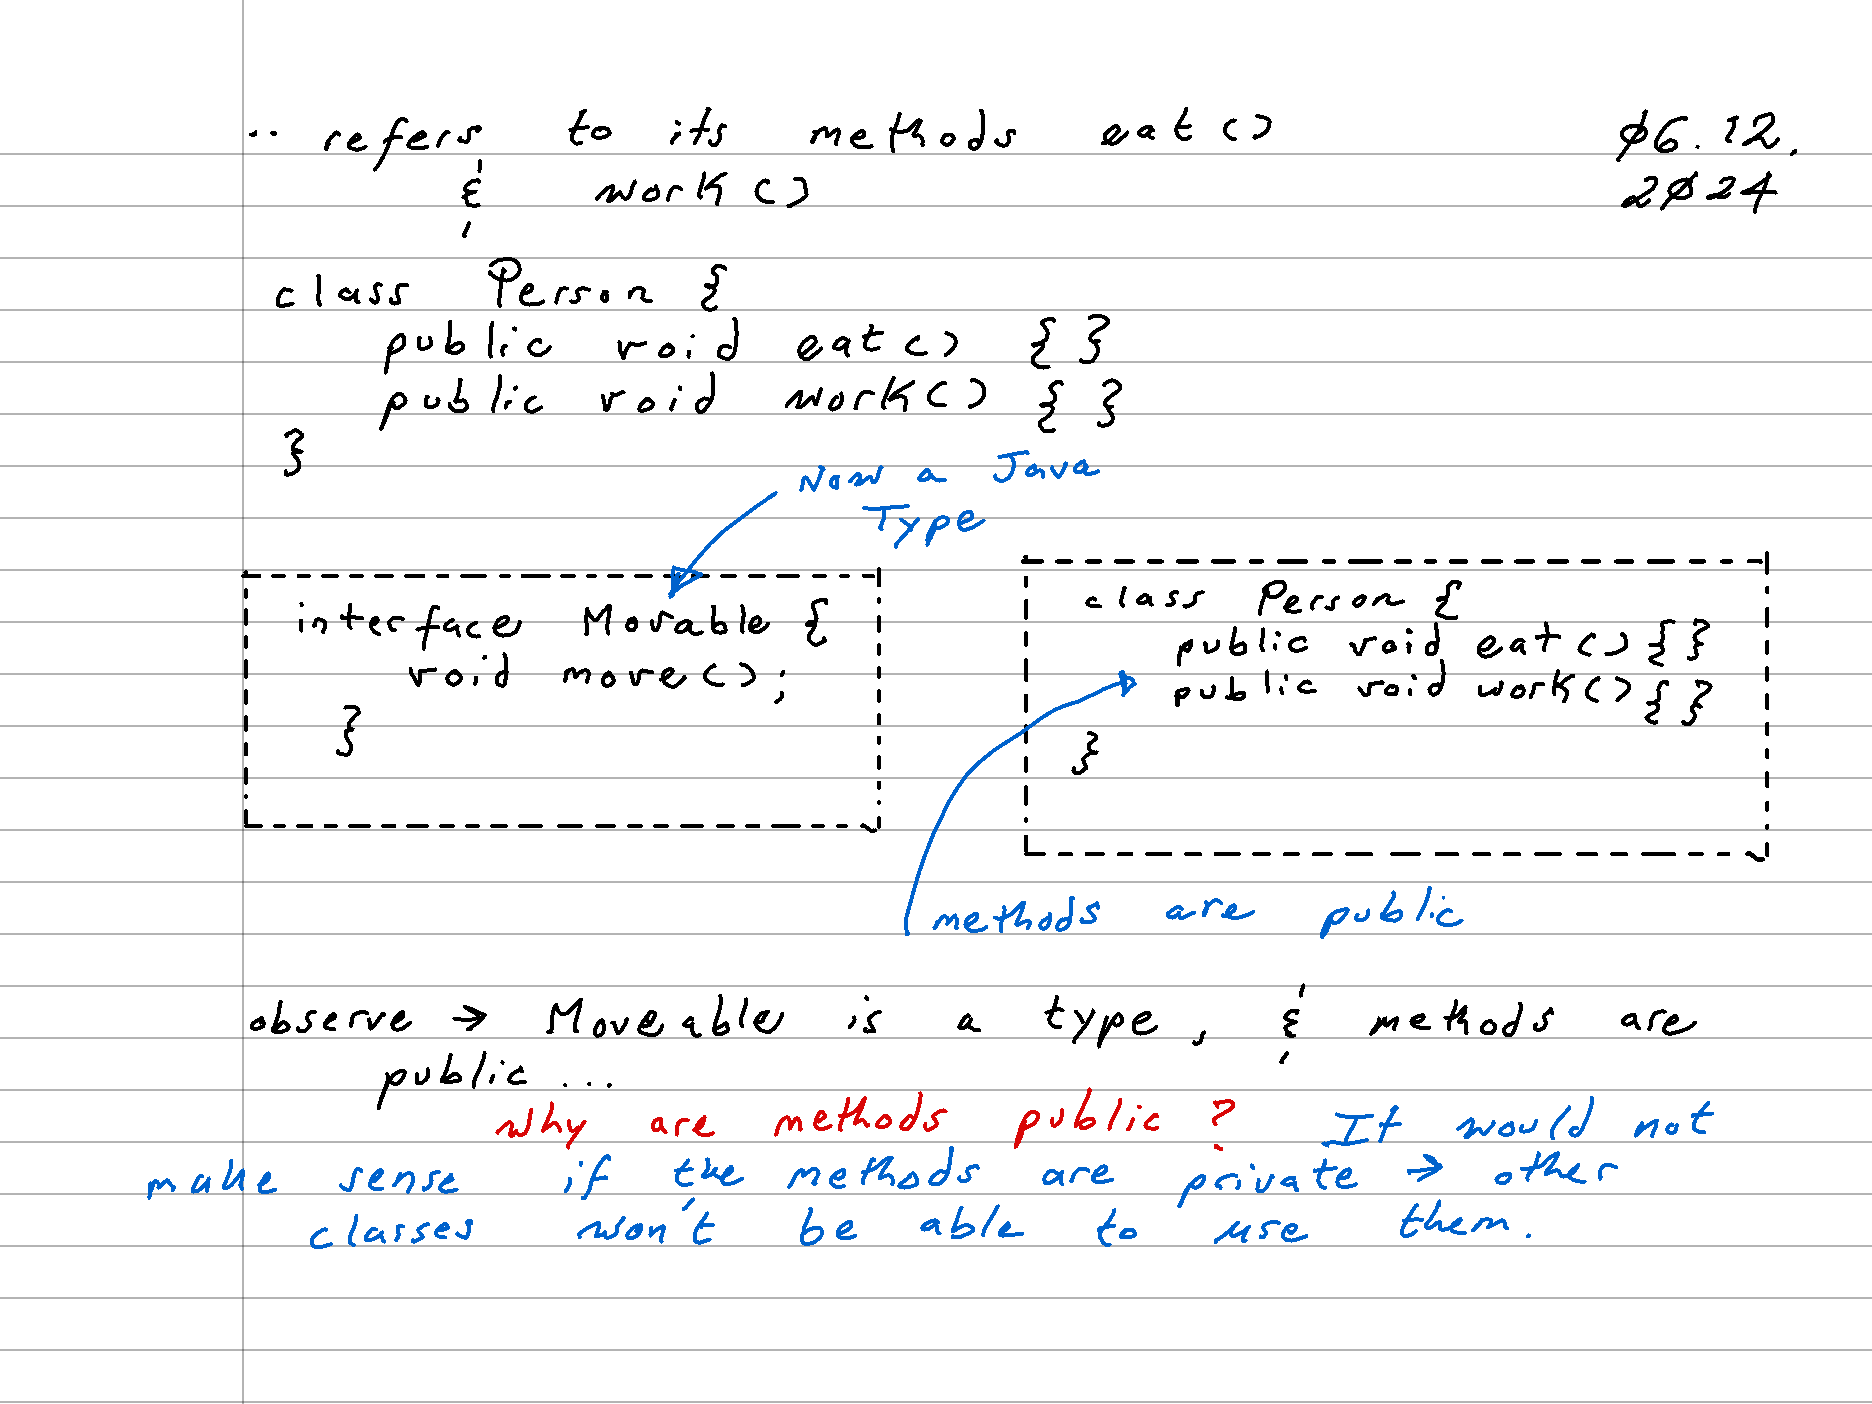 .. refers to its methods eat() ø6.12.
& work() 2ø24
class Person {
public void eat() { }
public void work() { }
}
Now a Java
Type
interface Movable {
void move();
}
class Person {
public void eat() { }
public void work() { }
}
methods are public
observe → Moveable is a type, & methods are
public ...
Why are methods public? It would not
make sense if the methods are private → other
classes won't be able to use them.